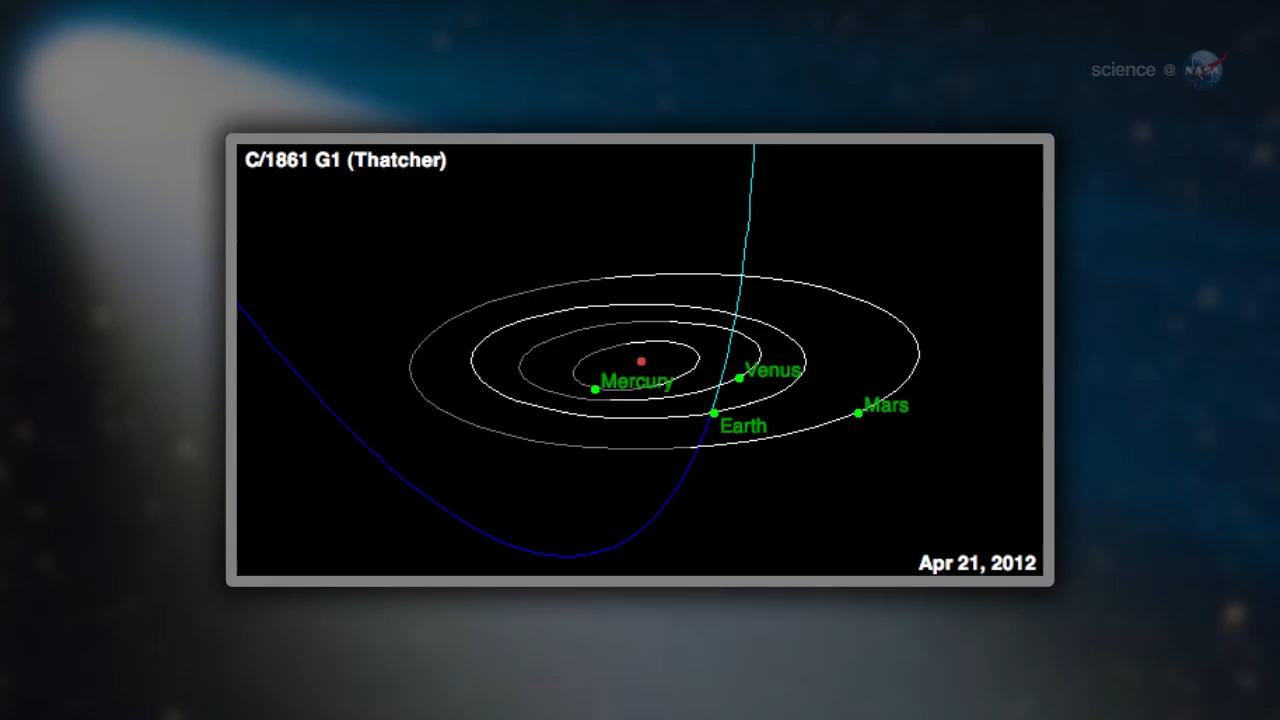 science @ NASA
C/1861 G1 (Thatcher)
Venus
Mercury
Mars
Earth
Apr 21, 2012